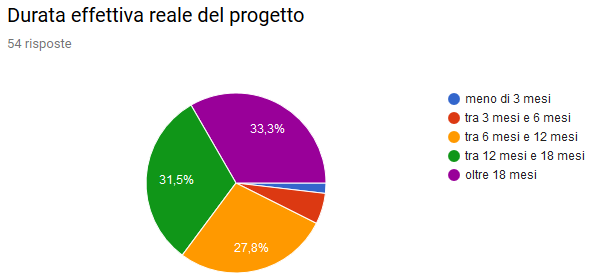 Durata effettiva reale del progetto
54 risposte
meno di 3 mesi
tra 3 mesi e 6 mesi
tra 6 mesi e 12 mesi
tra 12 mesi e 18 mesi
oltre 18 mesi
33,3%
31,5%
27,8%